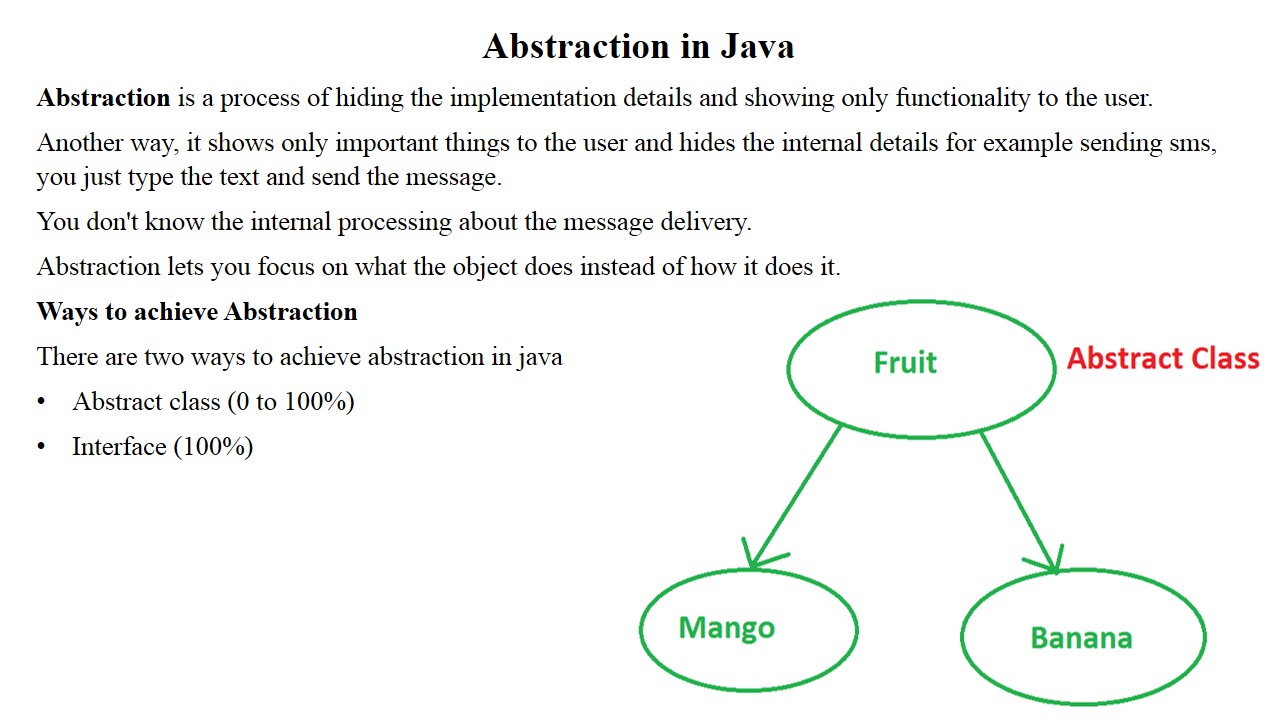 Abstraction in Java
Abstraction is a process of hiding the implementation details and showing only functionality to the user.
Another way, it shows only important things to the user and hides the internal details for example sending sms,
you just type the text and send the message.
You don't know the internal processing about the message delivery.
Abstraction lets you focus on what the object does instead of how it does it.
Ways to achieve Abstraction
There are two ways to achieve abstraction in java
• Abstract class (0 to 100%)
• Interface (100%)
Fruit
Abstract Class
Mango
Banana